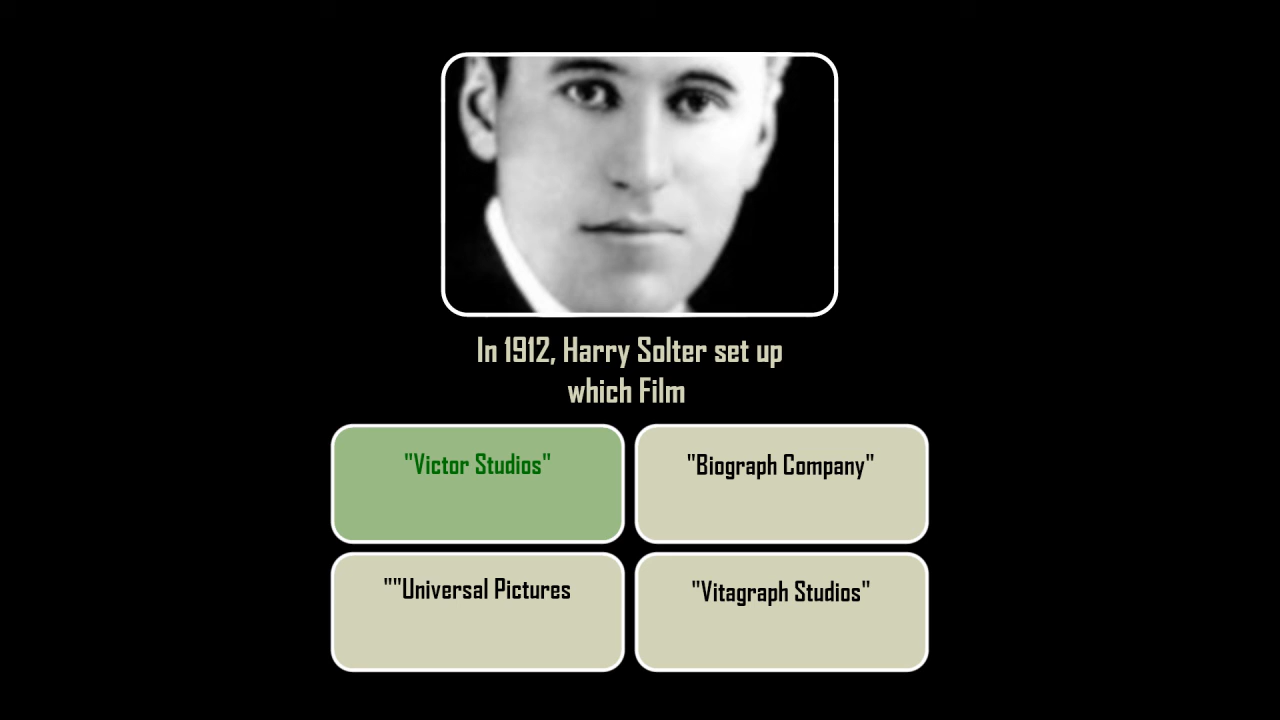 In 1912, Harry Solter set up
which Film
"Victor Studios"
"Biograph Company"
""Universal Pictures
"Vitagraph Studios"